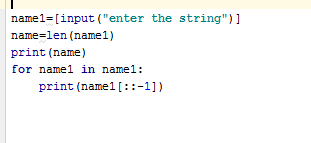 name1=[input("enter the string")]
name=len(name1)
print(name)
for name1 in name1:
    print(name1[::-1])